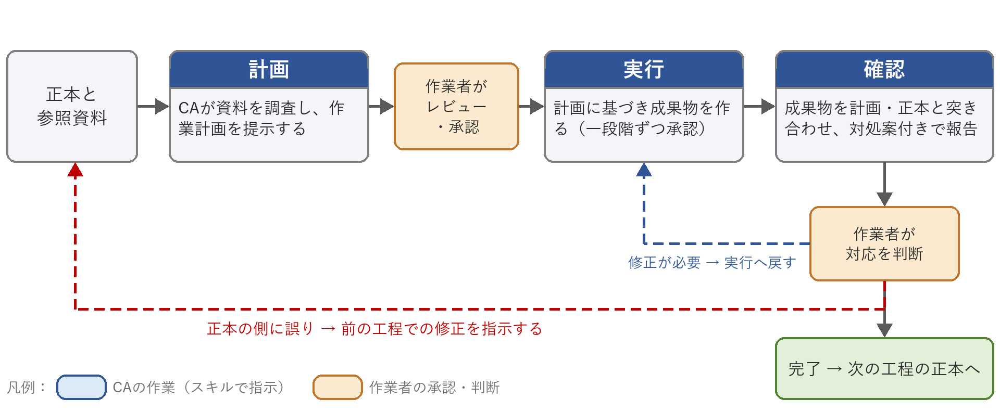 正本と
参照資料
計画
CAが資料を調査し、作
業計画を提示する
作業者が
レビュー
・承認
実行
計画に基づき成果物を作
る（一段階ずつ承認）
確認
成果物を計画・正本と突き
合わせ、対処案付きで報告
作業者が
対応を判断
修正が必要 → 実行へ戻す
正本の側に誤り → 前の工程での修正を指示する
完了 → 次の工程の正本へ
凡例：
CAの作業（スキルで指示）
作業者の承認・判断